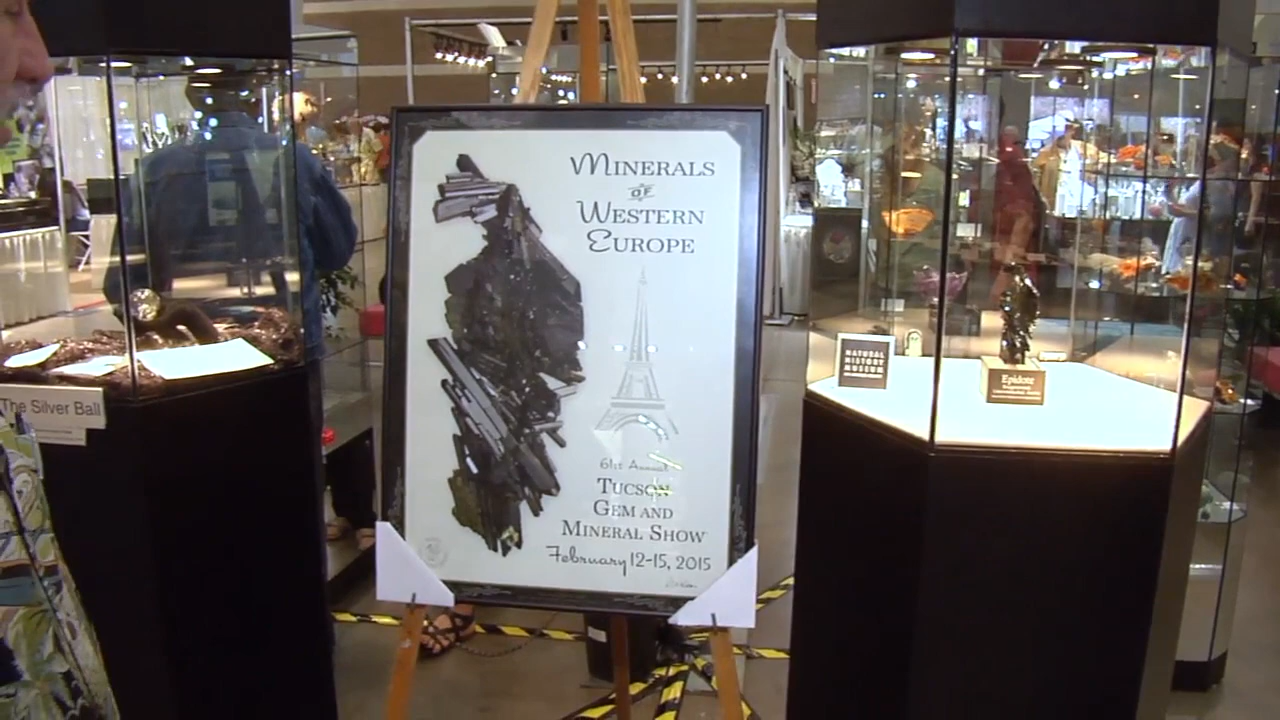 The Silver Ball
MINERALS
OF
WESTERN
EUROPE
61st Annual
TUCSON
GEM AND
MINERAL SHOW
February 12-15, 2015
NATURAL
HISTORY
MUSEUM
Epidote